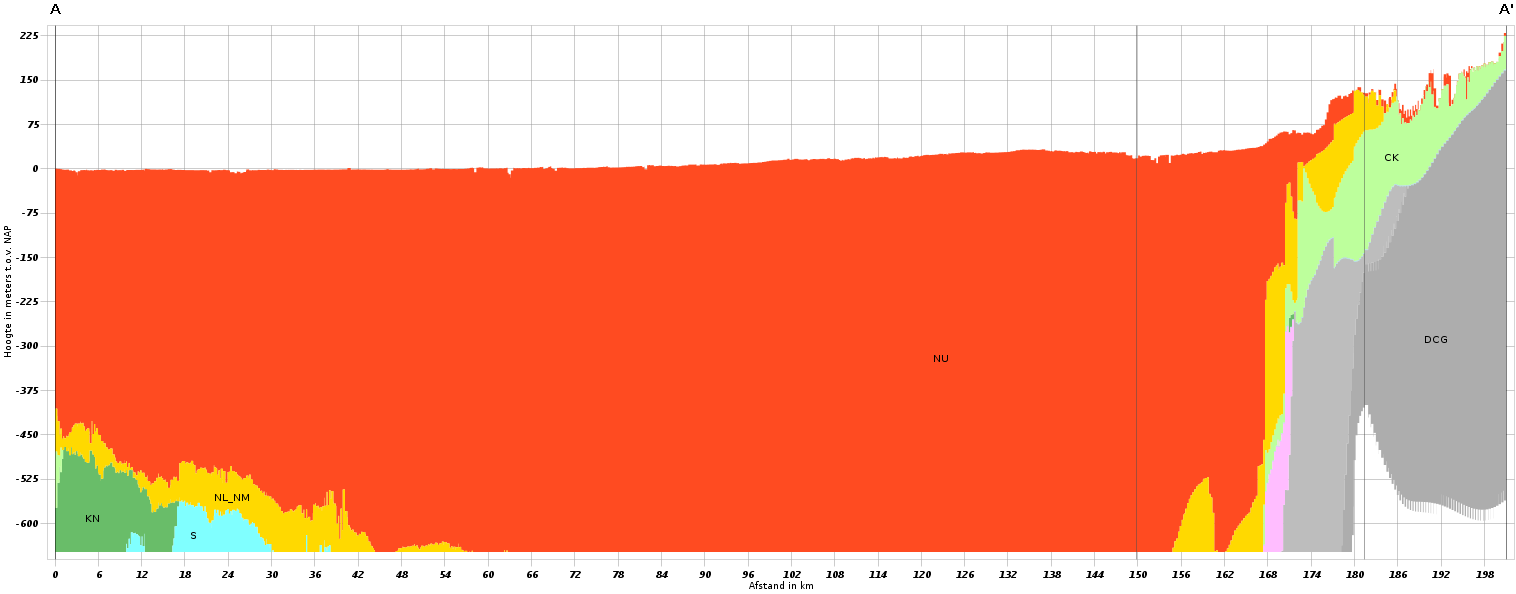 A A'
225
150
75
0
-75
-150
-225
-300
-375
-450
-525
-600
Hoogte in meters t.o.v. NAP
CK
DCG
NU
NL_NM
KN
S
0 6 12 18 24 30 36 42 48 54 60 66 72 78 84 90 96 102 108 114 120 126 132 138 144 150 156 162 168 174 180 186 192 198
Afstand in km